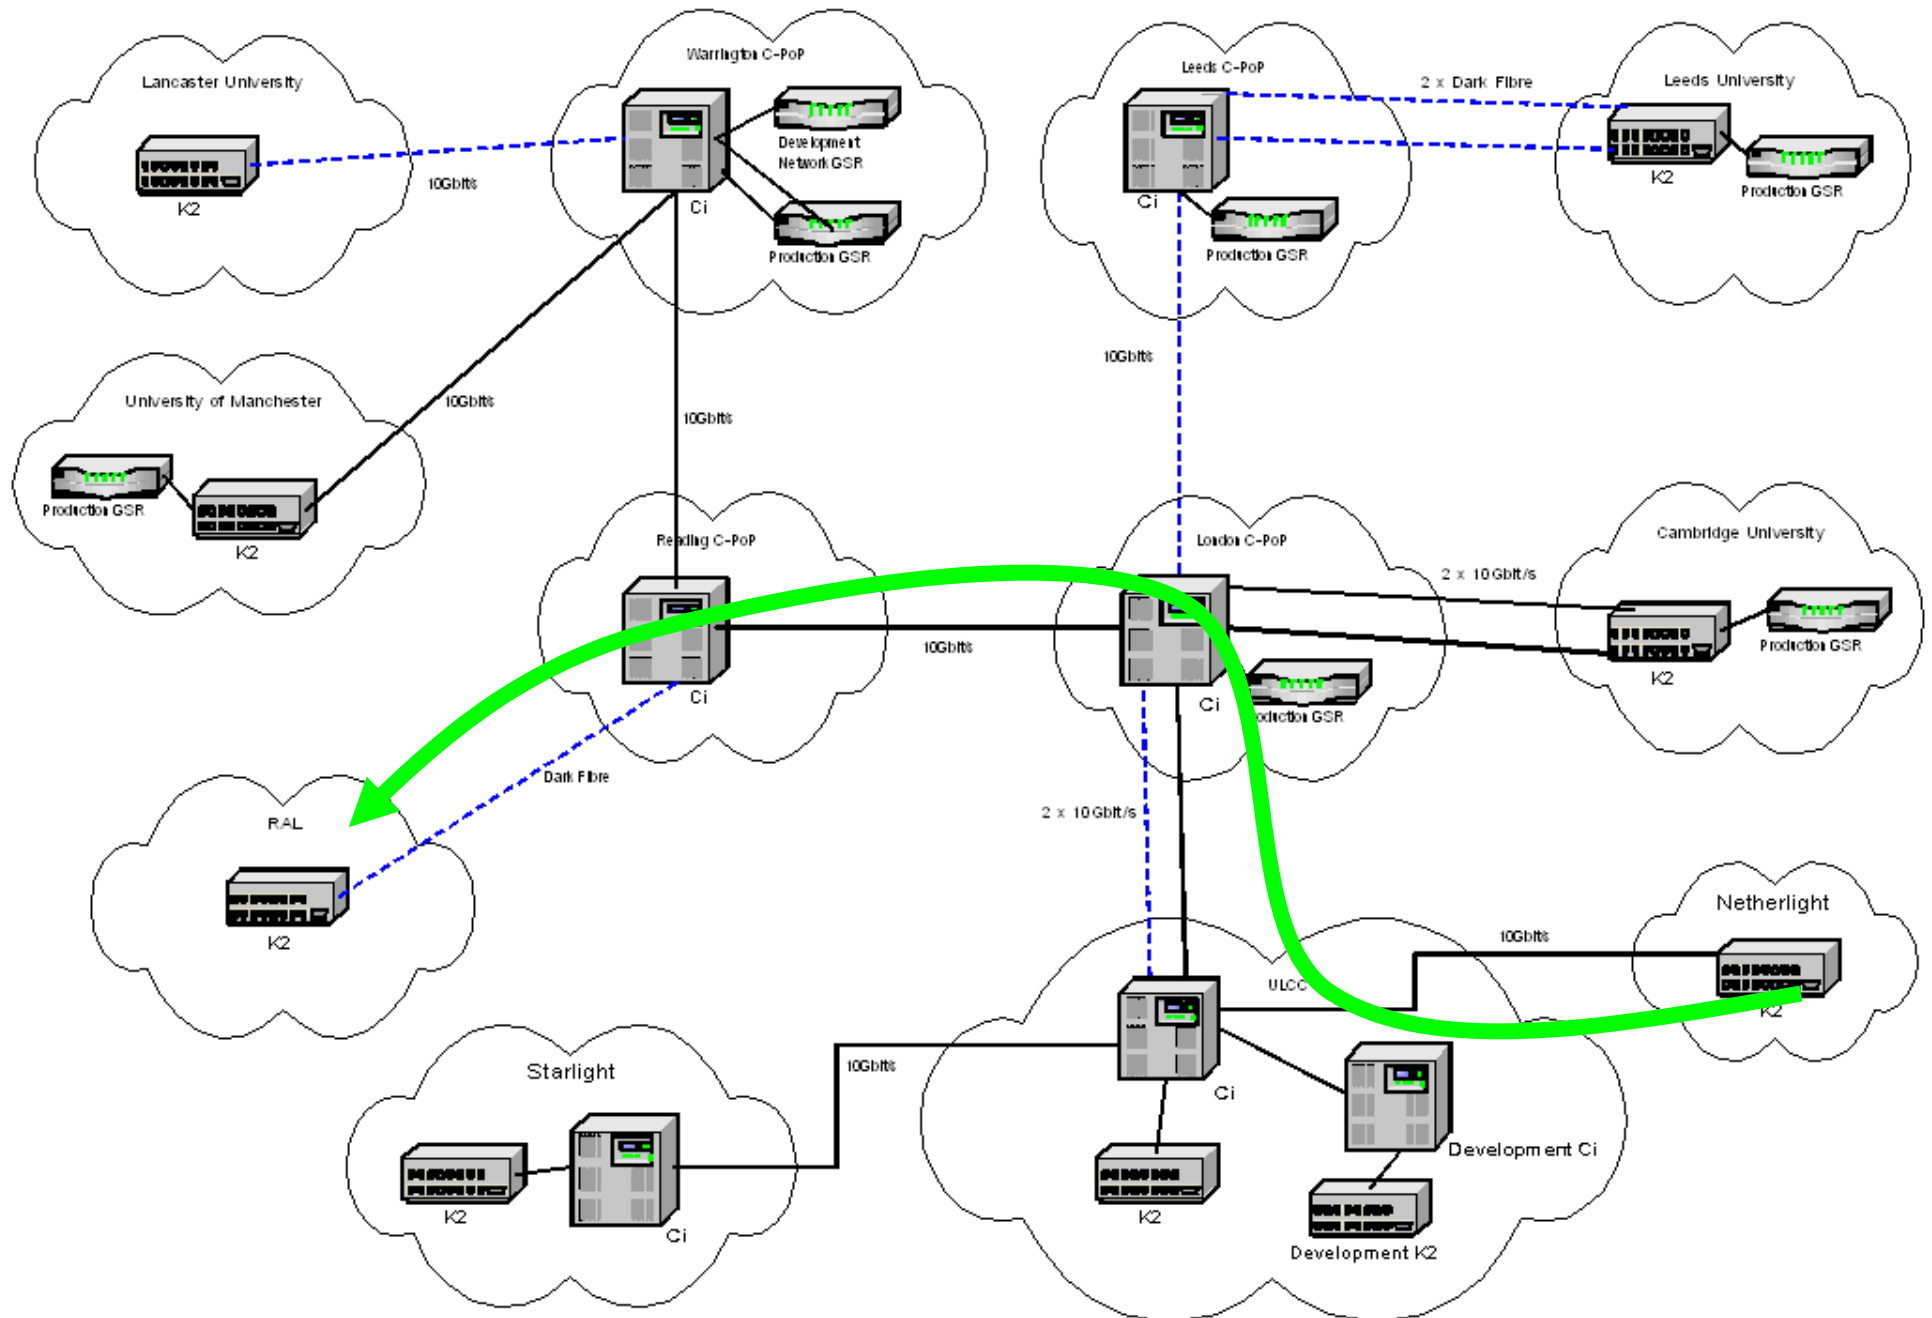 Lancaster University
K2
10Gbit/s
Warrington C-PoP
Development
Network GSR
Ci
Production GSR
Leeds C-PoP
Ci
Production GSR
2 x Dark Fibre
Leeds University
K2
Production GSR
10Gbit/s
10Gbit/s
10Gbit/s
University of Manchester
Production GSR
K2
Reading C-PoP
Ci
10Gbit/s
London C-PoP
Ci
oduction GSR
2 x 10Gbit/s
Cambridge University
K2
Production GSR
Dark Fibre
RAL
K2
2 x 10Gbit/s
Netherlight
K2
10Gbit/s
ULCC
Ci
K2
Development Ci
Development K2
10Gbit/s
Starlight
K2
Ci